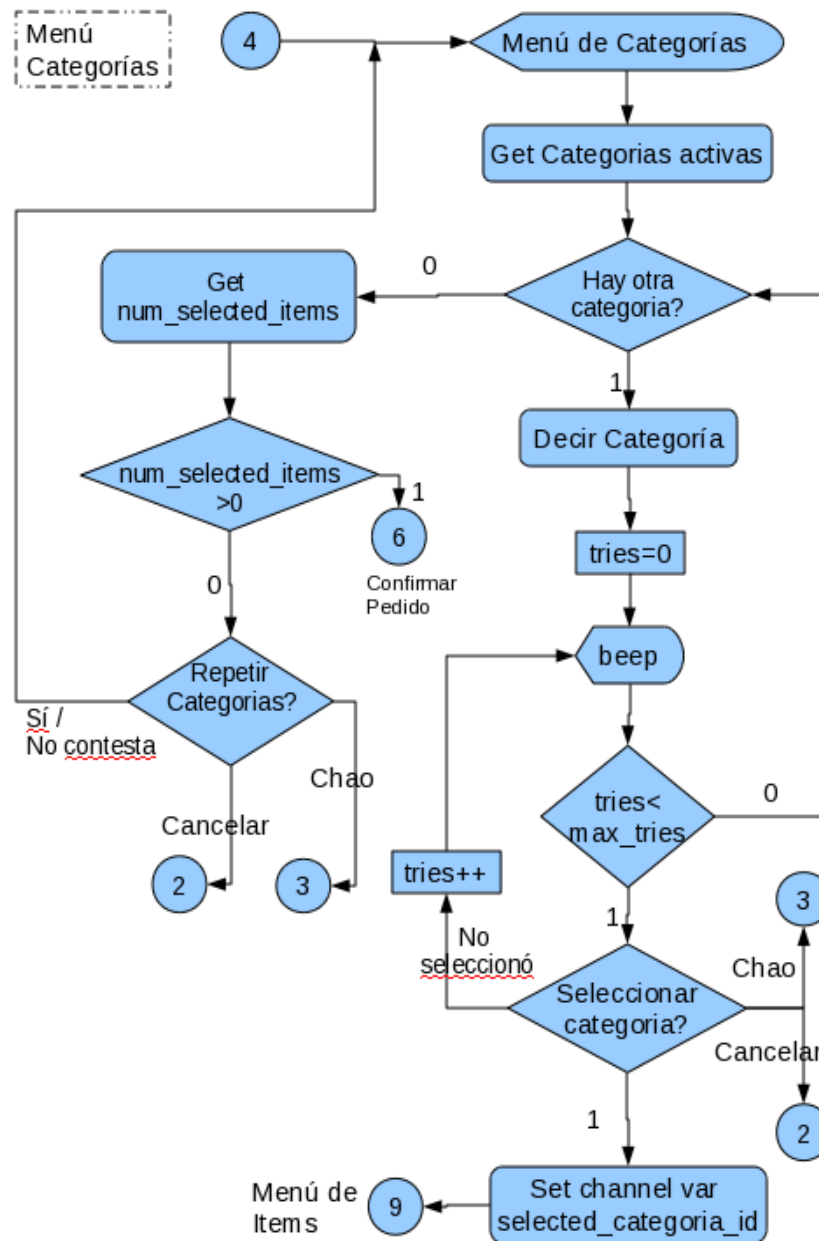 Menú
Categorías
4
Menú de Categorías
Get Categorias activas
Hay otra
categoria?
0
1
Get
num_selected_items
num_selected_items
>0
1
6
Confirmar
Pedido
0
Repetir
Categorias?
Sí /
No contesta
Cancelar
2
Chao
3
Decir Categoría
tries=0
beep
tries<
max_tries
0
1
tries++
No
seleccionó
Seleccionar
categoria?
Chao
3
Cancelar
2
1
Set channel var
selected_categoria_id
9
Menú de
Items